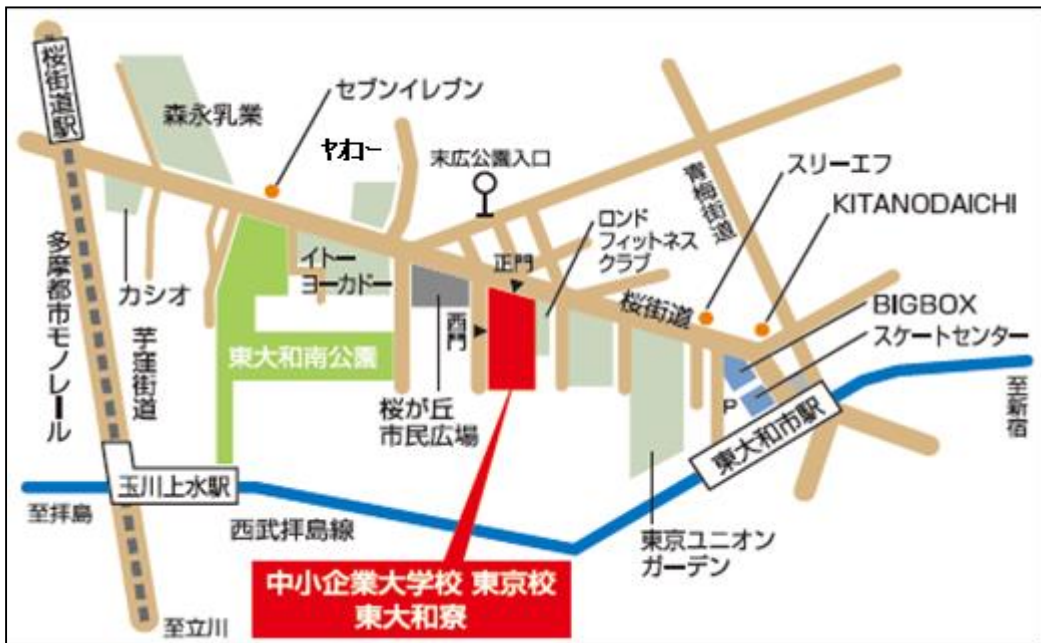 桜街道駅
森永乳業
セブンイレブン
ヤオコー
末広公園入口
青梅街道
スリーエフ
KITANODAICHI
ロンド
フィットネス
クラブ
正門
イトー
ヨーカドー
カシオ
多摩都市モノレール
芋窪街道
西門
桜街道
BIGBOX
スケートセンター
東大和南公園
桜が丘
市民広場
P
東大和市駅
至新宿
玉川上水駅
至拝島
西武拝島線
東京ユニオン
ガーデン
中小企業大学校 東京校
東大和寮
至立川